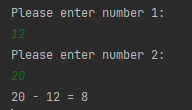 Please enter number 1:
12
Please enter number 2:
20
20 - 12 = 8